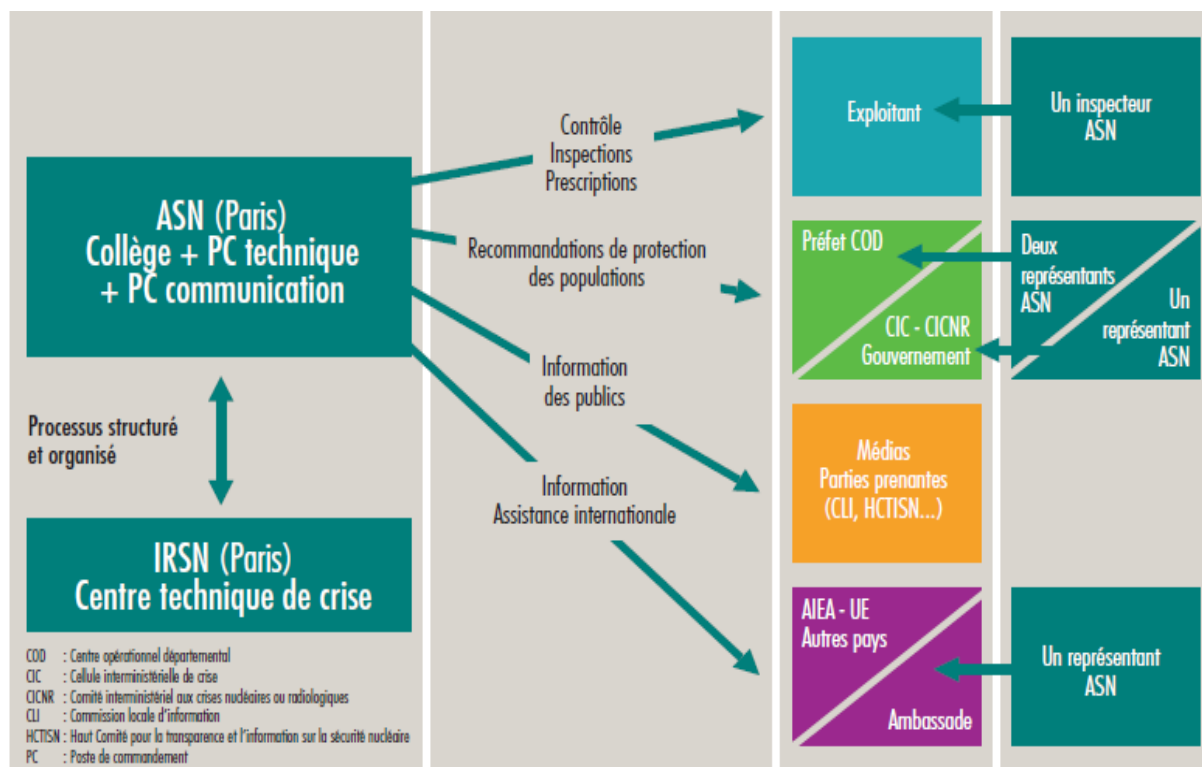 ASN (Paris)
Collège + PC technique
+ PC communication
Processus structuré
et organisé
IRSN (Paris)
Centre technique de crise
COD : Centre opérationnel départemental
CIC : Cellule interministérielle de crise
CICNR : Comité interministériel aux crises nucléaires ou radiologiques
CLI : Commission locale d'information
HCTISN : Haut Comité pour la transparence et l'information sur la sécurité nucléaire
PC : Poste de commandement
Contrôle
Inspections
Prescriptions
Recommandations de protection
des populations
Information
des publics
Information
Assistance internationale
Exploitant
Un inspecteur
ASN
Préfet COD
CIC - CICNR
Gouvernement
Deux
représentants
ASN
Un
représentant
ASN
Médias
Parties prenantes
(CLI, HCTISN...)
AIEA - UE
Autres pays
Ambassade
Un représentant
ASN